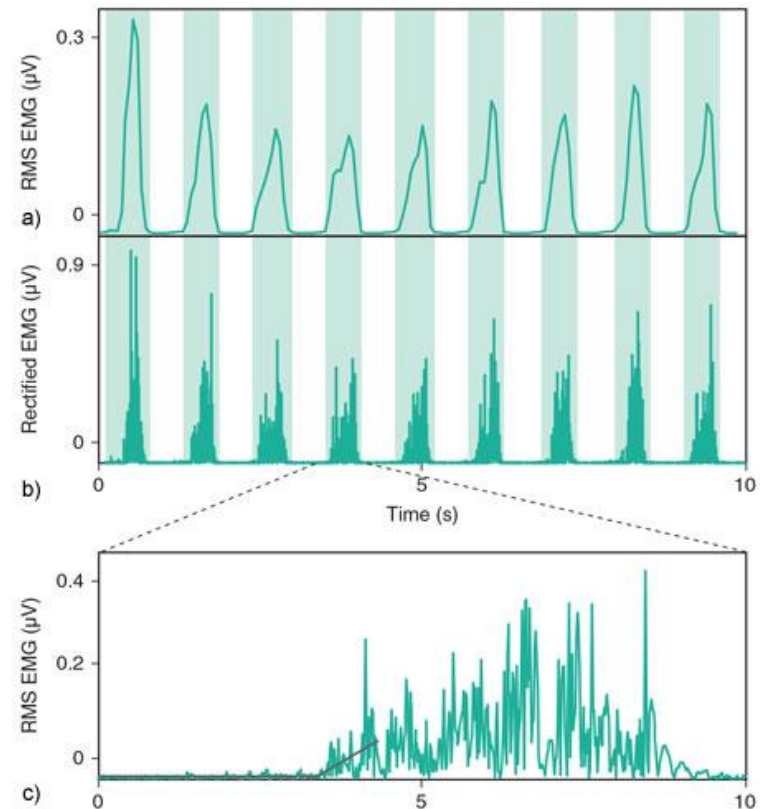 0.3
RMS EMG (µV)
0
a)
0.9
Rectified EMG (µV)
0
b)
0 5 10
Time (s)
0.4
RMS EMG (µV)
0.2
0
c)
0 5 10